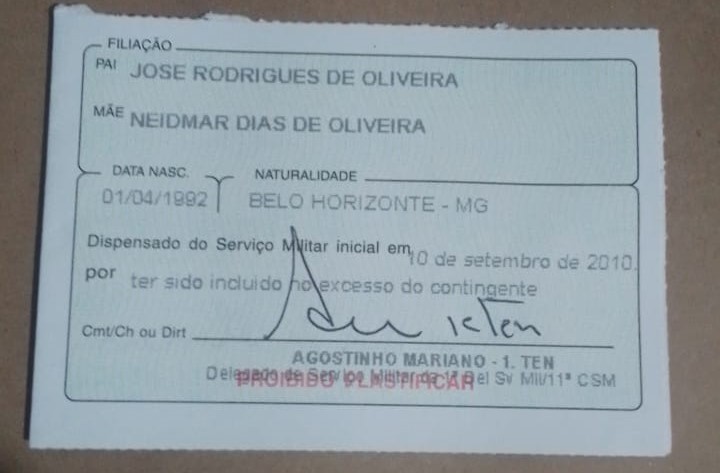 FILIAÇÃO
PAI JOSE RODRIGUES DE OLIVEIRA
MÃE NEIDMAR DIAS DE OLIVEIRA
DATA NASC. NATURALIDADE
01/04/1992 BELO HORIZONTE - MG
Dispensado do Serviço Militar inicial em 10 de setembro de 2010.
por ter sido incluido no excesso do contingente
Cmt/Ch ou Dirt
AGOSTINHO MARIANO - 1. TEN
Delegado de Serviço Militar da 1ª Del Sv Mil/11ª CSM
PROIBIDO PLASTIFICAR